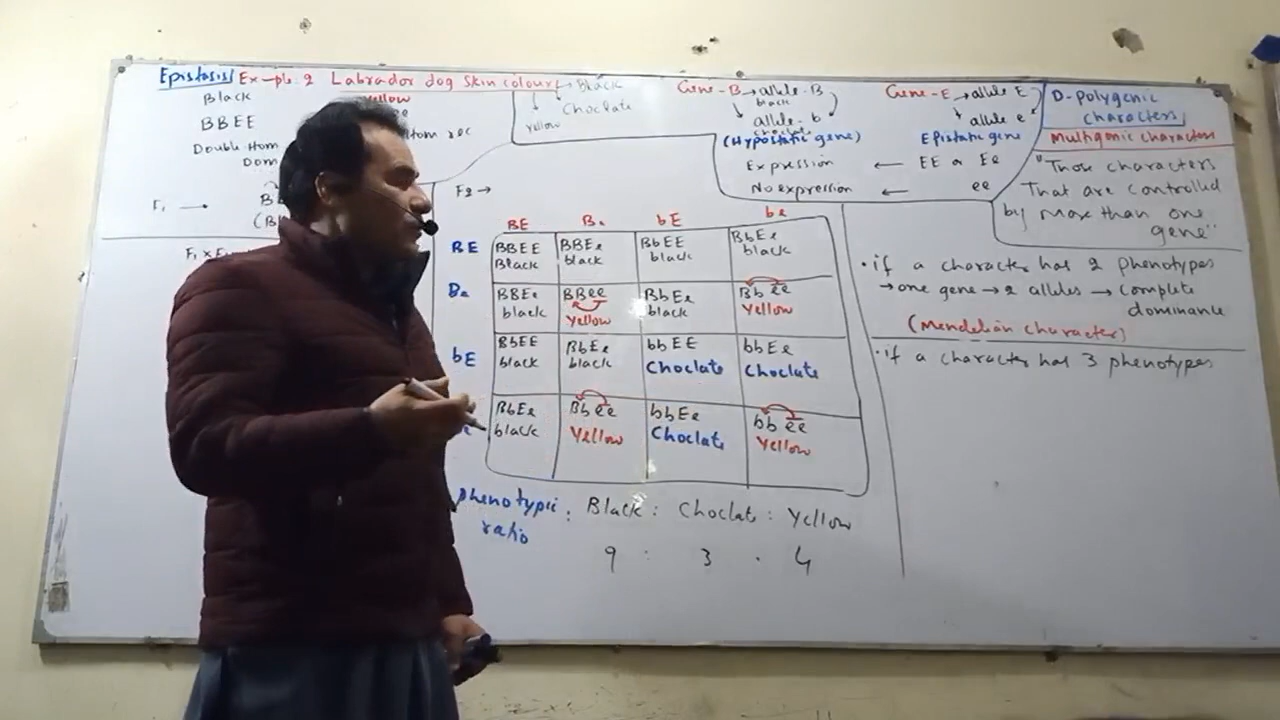 Epistasis/ Ex-ple: 2 Labrador dog Skin colour → Black
Choclate
yellow
Black
yellow
BBEE
Double Hom
Dom
F1 →
F1 x F
Gene-B → allele-B
black
allele-b
choclate
(Hypostatic gene)
Gene-E → allele E
allele e
Epistatic gene
Expression ← EE or Ee
No expression ← ee
D-Polygenic
characters/
Multigenic characters
"Those characters
That are controlled
by more than one
gene"
F2 →
BE Be bE be
BE BBEE BBEe BbEE BbEe
Black black black black
Be BBEe BBee BbEe Bbee
black Yellow black Yellow
bE BbEE BbEe bbEE bbEe
black black Choclate Choclate
BbEe Bbee bbEe bbee
black Yellow Choclate Yellow
phenotypic ratio : Black : Choclate : Yellow
9 : 3 . 4
• if a character has 2 phenotypes
→ one gene → 2 alleles → complete
dominance
(Mendelian character)
• if a character has 3 phenotypes